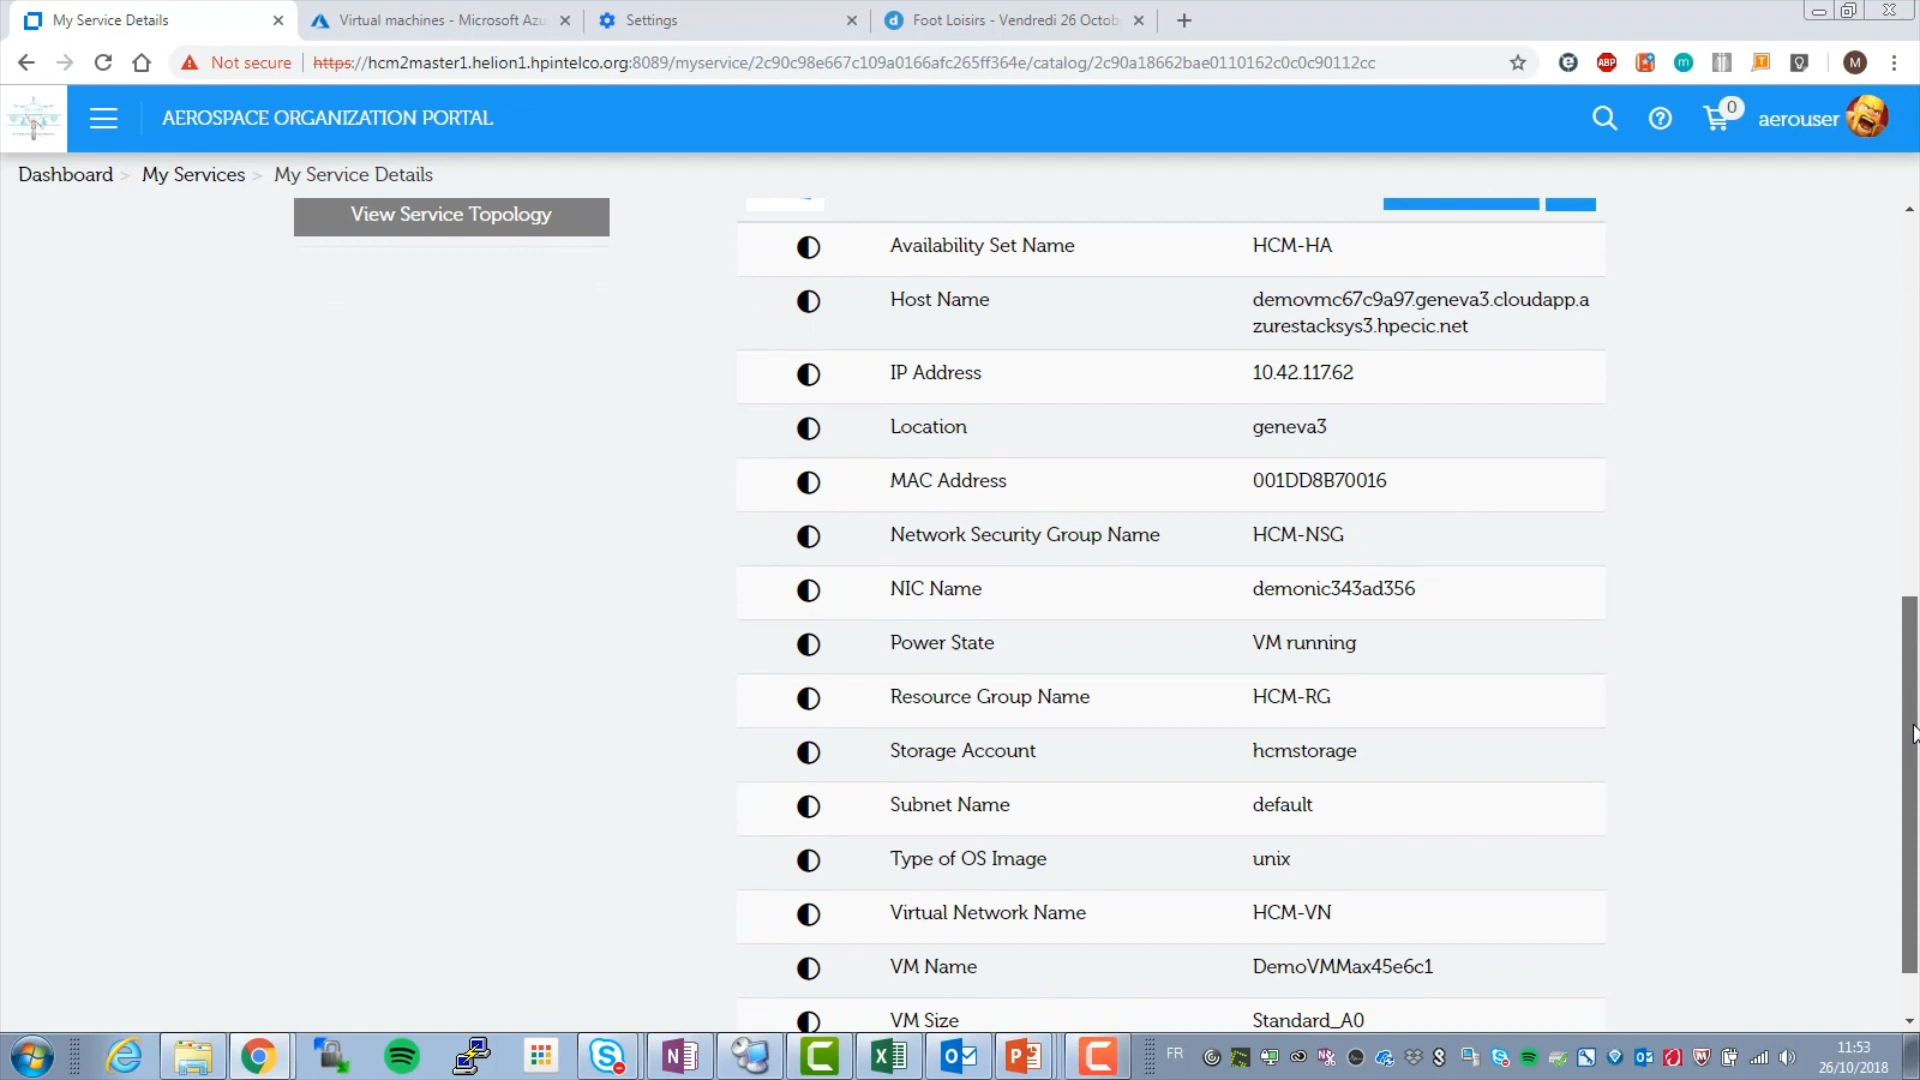 My Service Details
Virtual machines - Microsoft Azu
Settings
Foot Loisirs - Vendredi 26 Octob
Not secure
https://hcm2master1.helion1.hpintelco.org:8089/myservice/2c90c98e667c109a0166afc265ff364e/catalog/2c90a18662bae0110162c0c0c90112cc
ABP
M
AEROSPACE ORGANIZATION PORTAL
0
aerouser
Dashboard > My Services > My Service Details
View Service Topology
Availability Set Name HCM-HA
Host Name demovmc67c9a97.geneva3.cloudapp.a
zurestacksys3.hpecic.net
IP Address 10.42.117.62
Location geneva3
MAC Address 001DD8B70016
Network Security Group Name HCM-NSG
NIC Name demonic343ad356
Power State VM running
Resource Group Name HCM-RG
Storage Account hcmstorage
Subnet Name default
Type of OS Image unix
Virtual Network Name HCM-VN
VM Name DemoVMMax45e6c1
VM Size Standard_A0
FR
11:53
26/10/2018